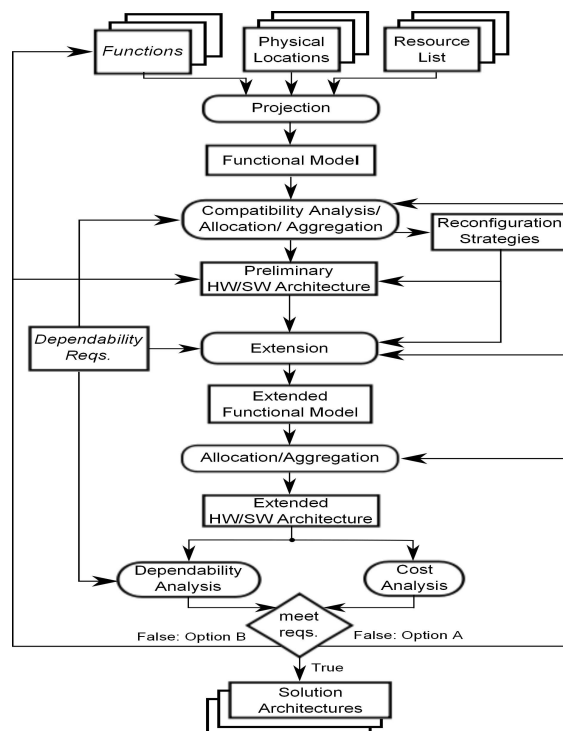 Functions
Physical
Locations
Resource
List
Projection
Functional Model
Compatibility Analysis/
Allocation/ Aggregation
Reconfiguration
Strategies
Preliminary
HW/SW Architecture
Dependability
Reqs.
Extension
Extended
Functional Model
Allocation/Aggregation
Extended
HW/SW Architecture
Dependability
Analysis
Cost
Analysis
meet
reqs.
False: Option B
False: Option A
True
Solution
Architectures